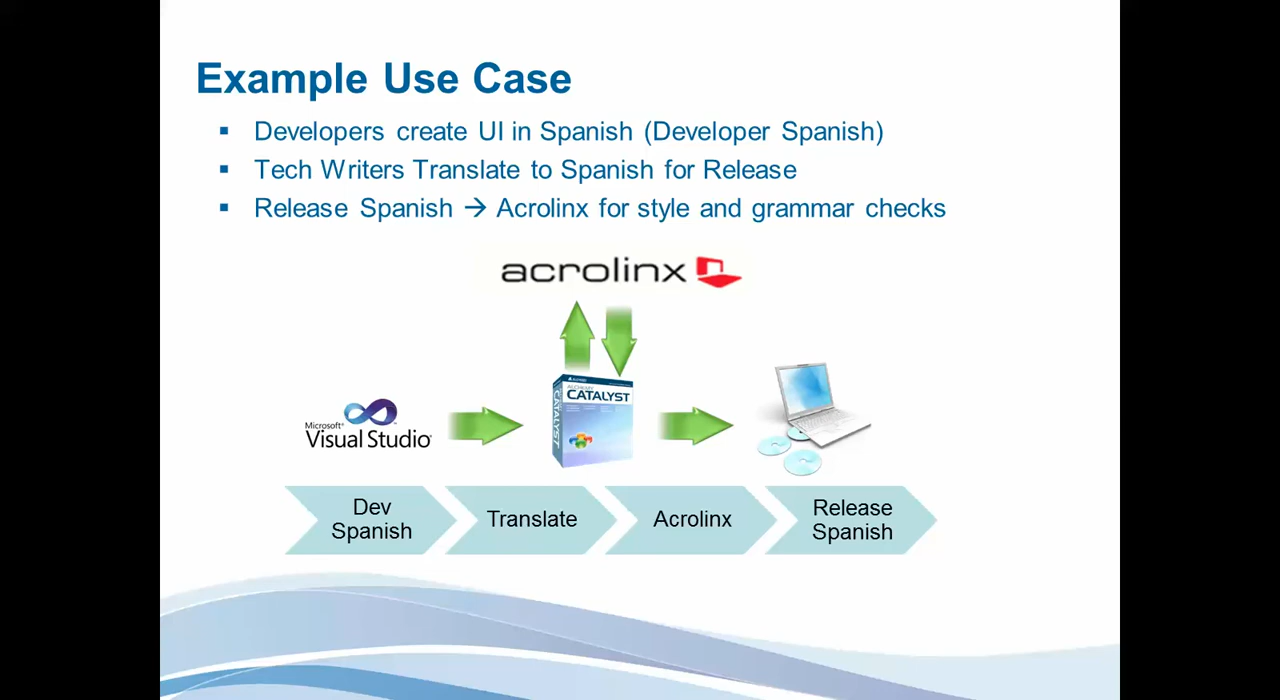 Example Use Case
▪ Developers create UI in Spanish (Developer Spanish)
▪ Tech Writers Translate to Spanish for Release
▪ Release Spanish → Acrolinx for style and grammar checks
acrolinx
Microsoft®
Visual Studio®
CATALYST
CATALYST
Dev
Spanish
Translate
Acrolinx
Release
Spanish